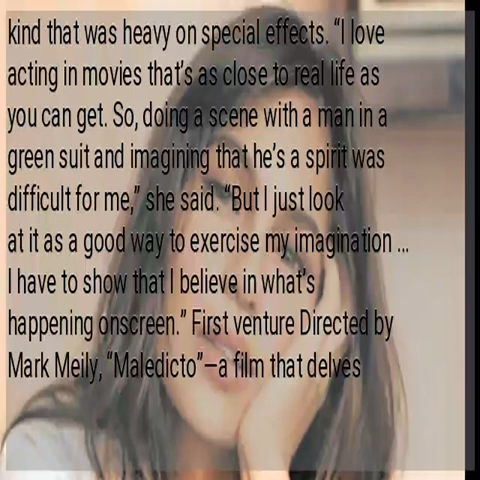 kind that was heavy on special effects. “I love
acting in movies that’s as close to real life as
you can get. So, doing a scene with a man in a
green suit and imagining that he’s a spirit was
difficult for me,” she said. “But I just look
at it as a good way to exercise my imagination ...
I have to show that I believe in what’s
happening onscreen.” First venture Directed by
Mark Meily, “Maledicto”—a film that delves